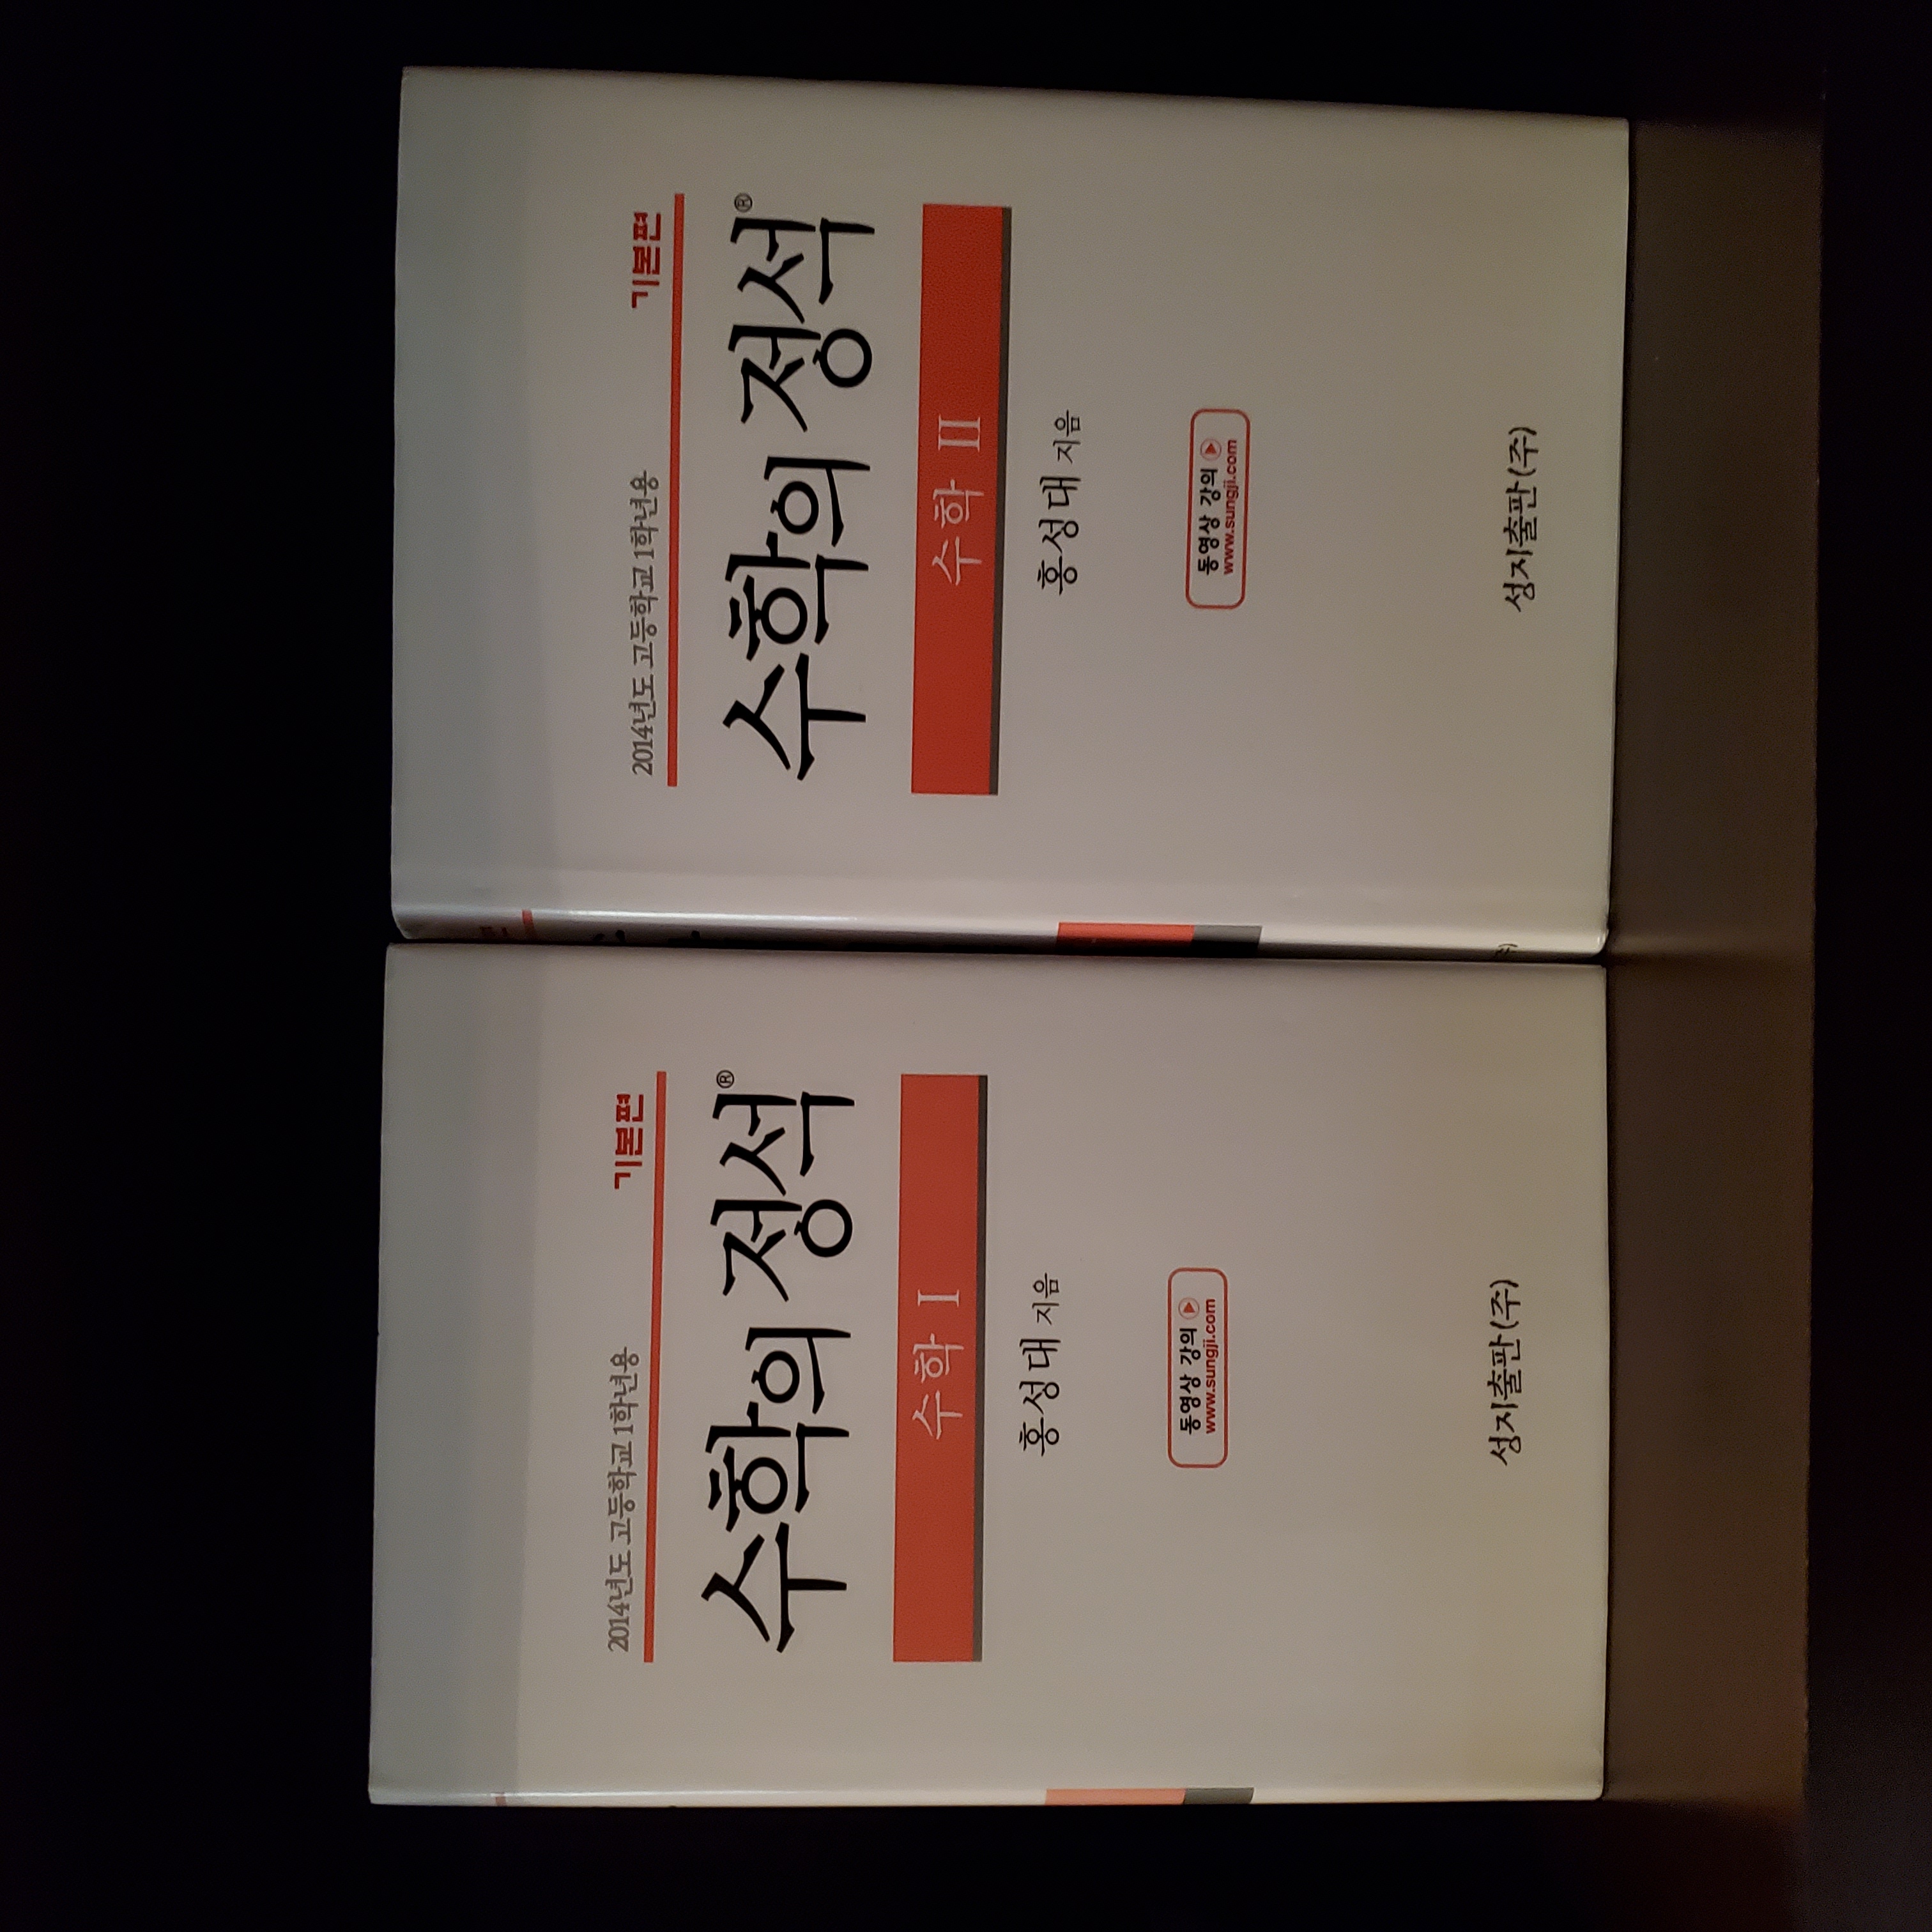 2014년도 고등학교 1학년용 기본편
수학의 정석®
수학 I
홍성대 지음
동영상 강의
www.sungji.com
성지출판(주)
2014년도 고등학교 1학년용 기본편
수학의 정석®
수학 II
홍성대 지음
동영상 강의
www.sungji.com
성지출판(주)